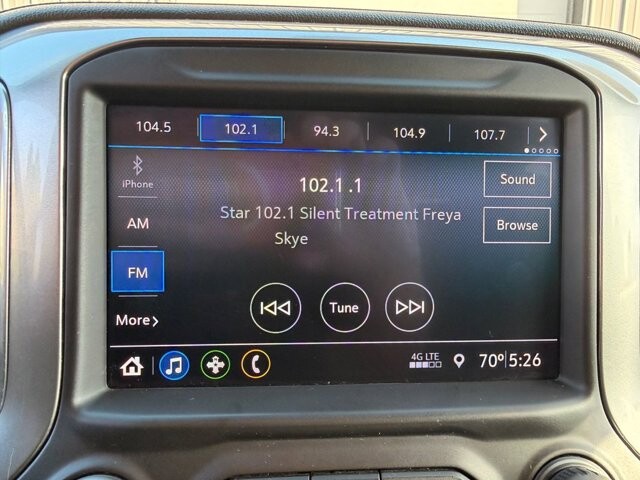 104.5 102.1 94.3 104.9 107.7
iPhone
AM
FM
More
102.1 .1
Star 102.1 Silent Treatment Freya
Skye
Sound
Browse
Tune
4G LTE
70° 5:26